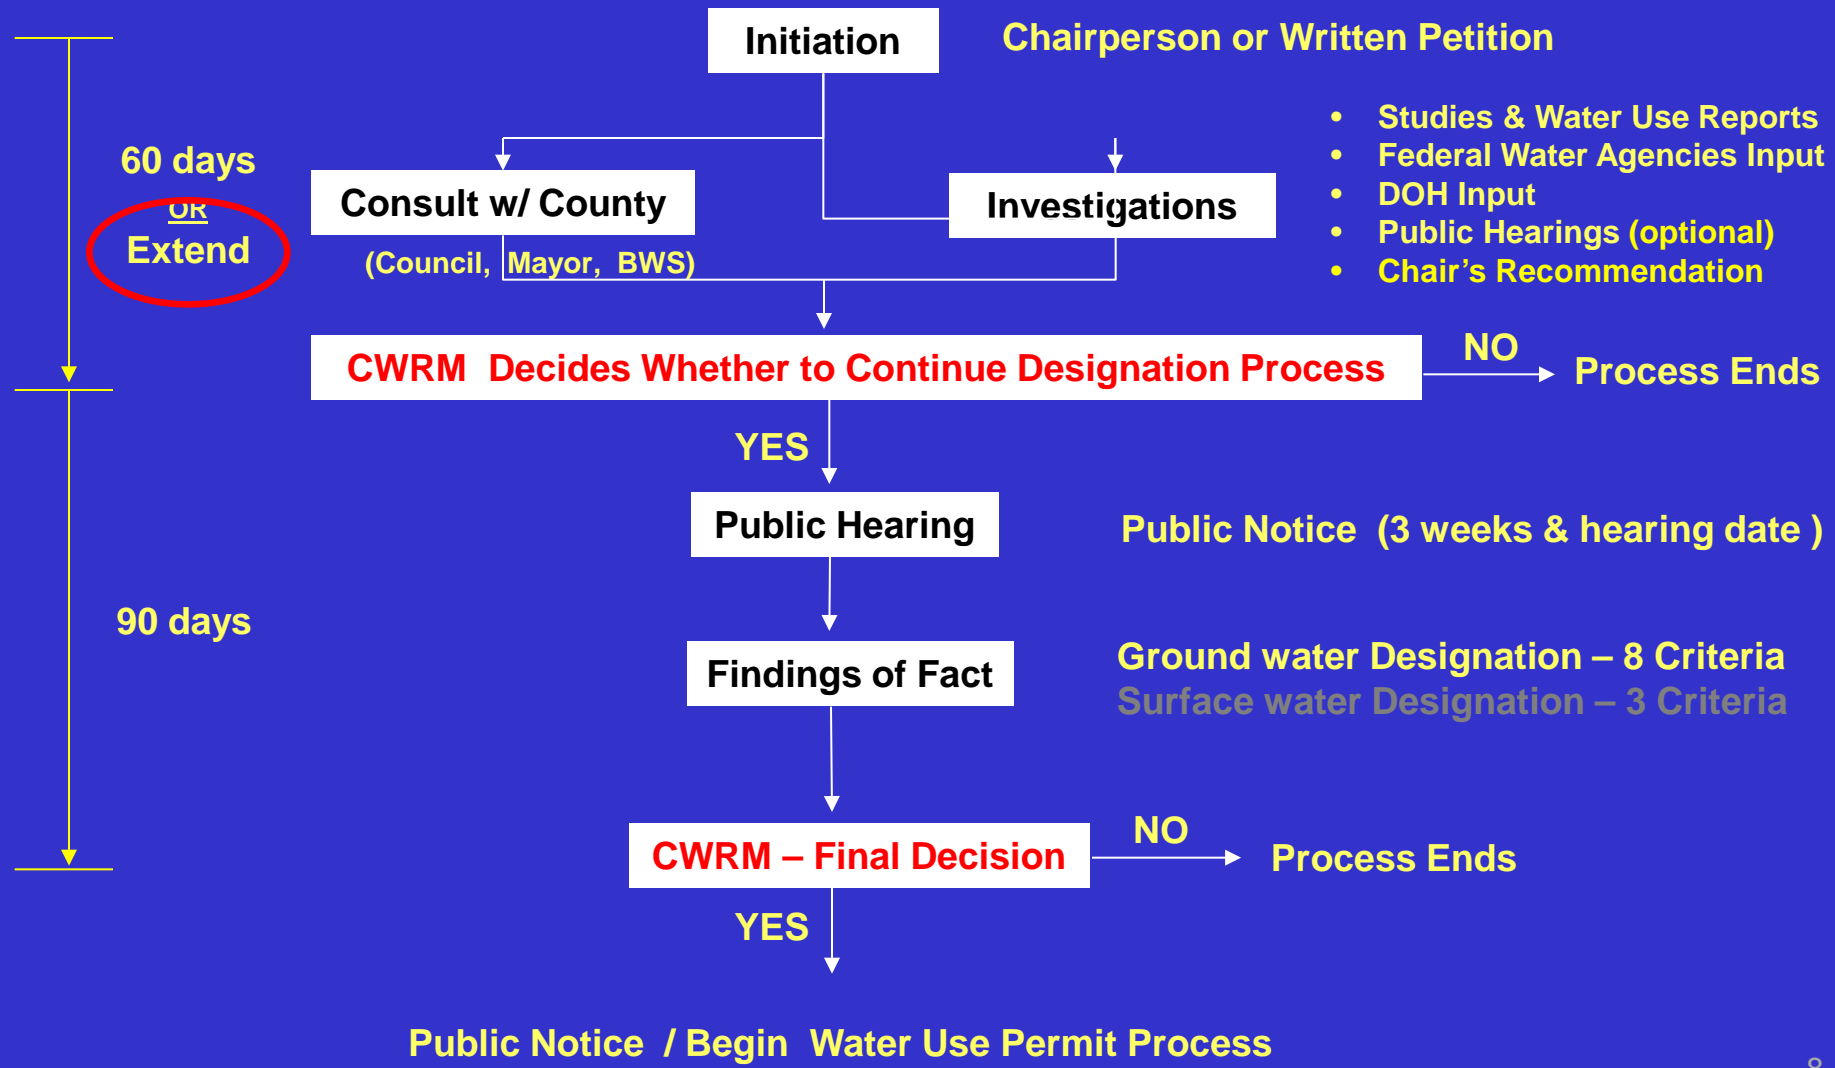 Initiation
Chairperson or Written Petition
60 days
OR
Extend
Consult w/ County
(Council, Mayor, BWS)
Investigations
• Studies & Water Use Reports
• Federal Water Agencies Input
• DOH Input
• Public Hearings (optional)
• Chair's Recommendation
CWRM Decides Whether to Continue Designation Process
NO
Process Ends
YES
Public Hearing
Public Notice (3 weeks & hearing date )
90 days
Findings of Fact
Ground water Designation – 8 Criteria
Surface water Designation – 3 Criteria
CWRM – Final Decision
NO
Process Ends
YES
Public Notice / Begin Water Use Permit Process
8